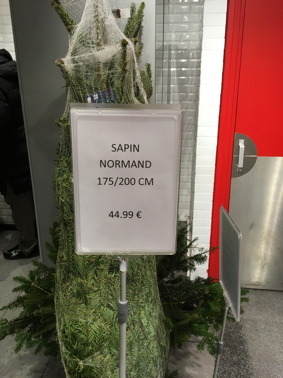 SAPIN
NORMAND
175/200 CM
44.99 €